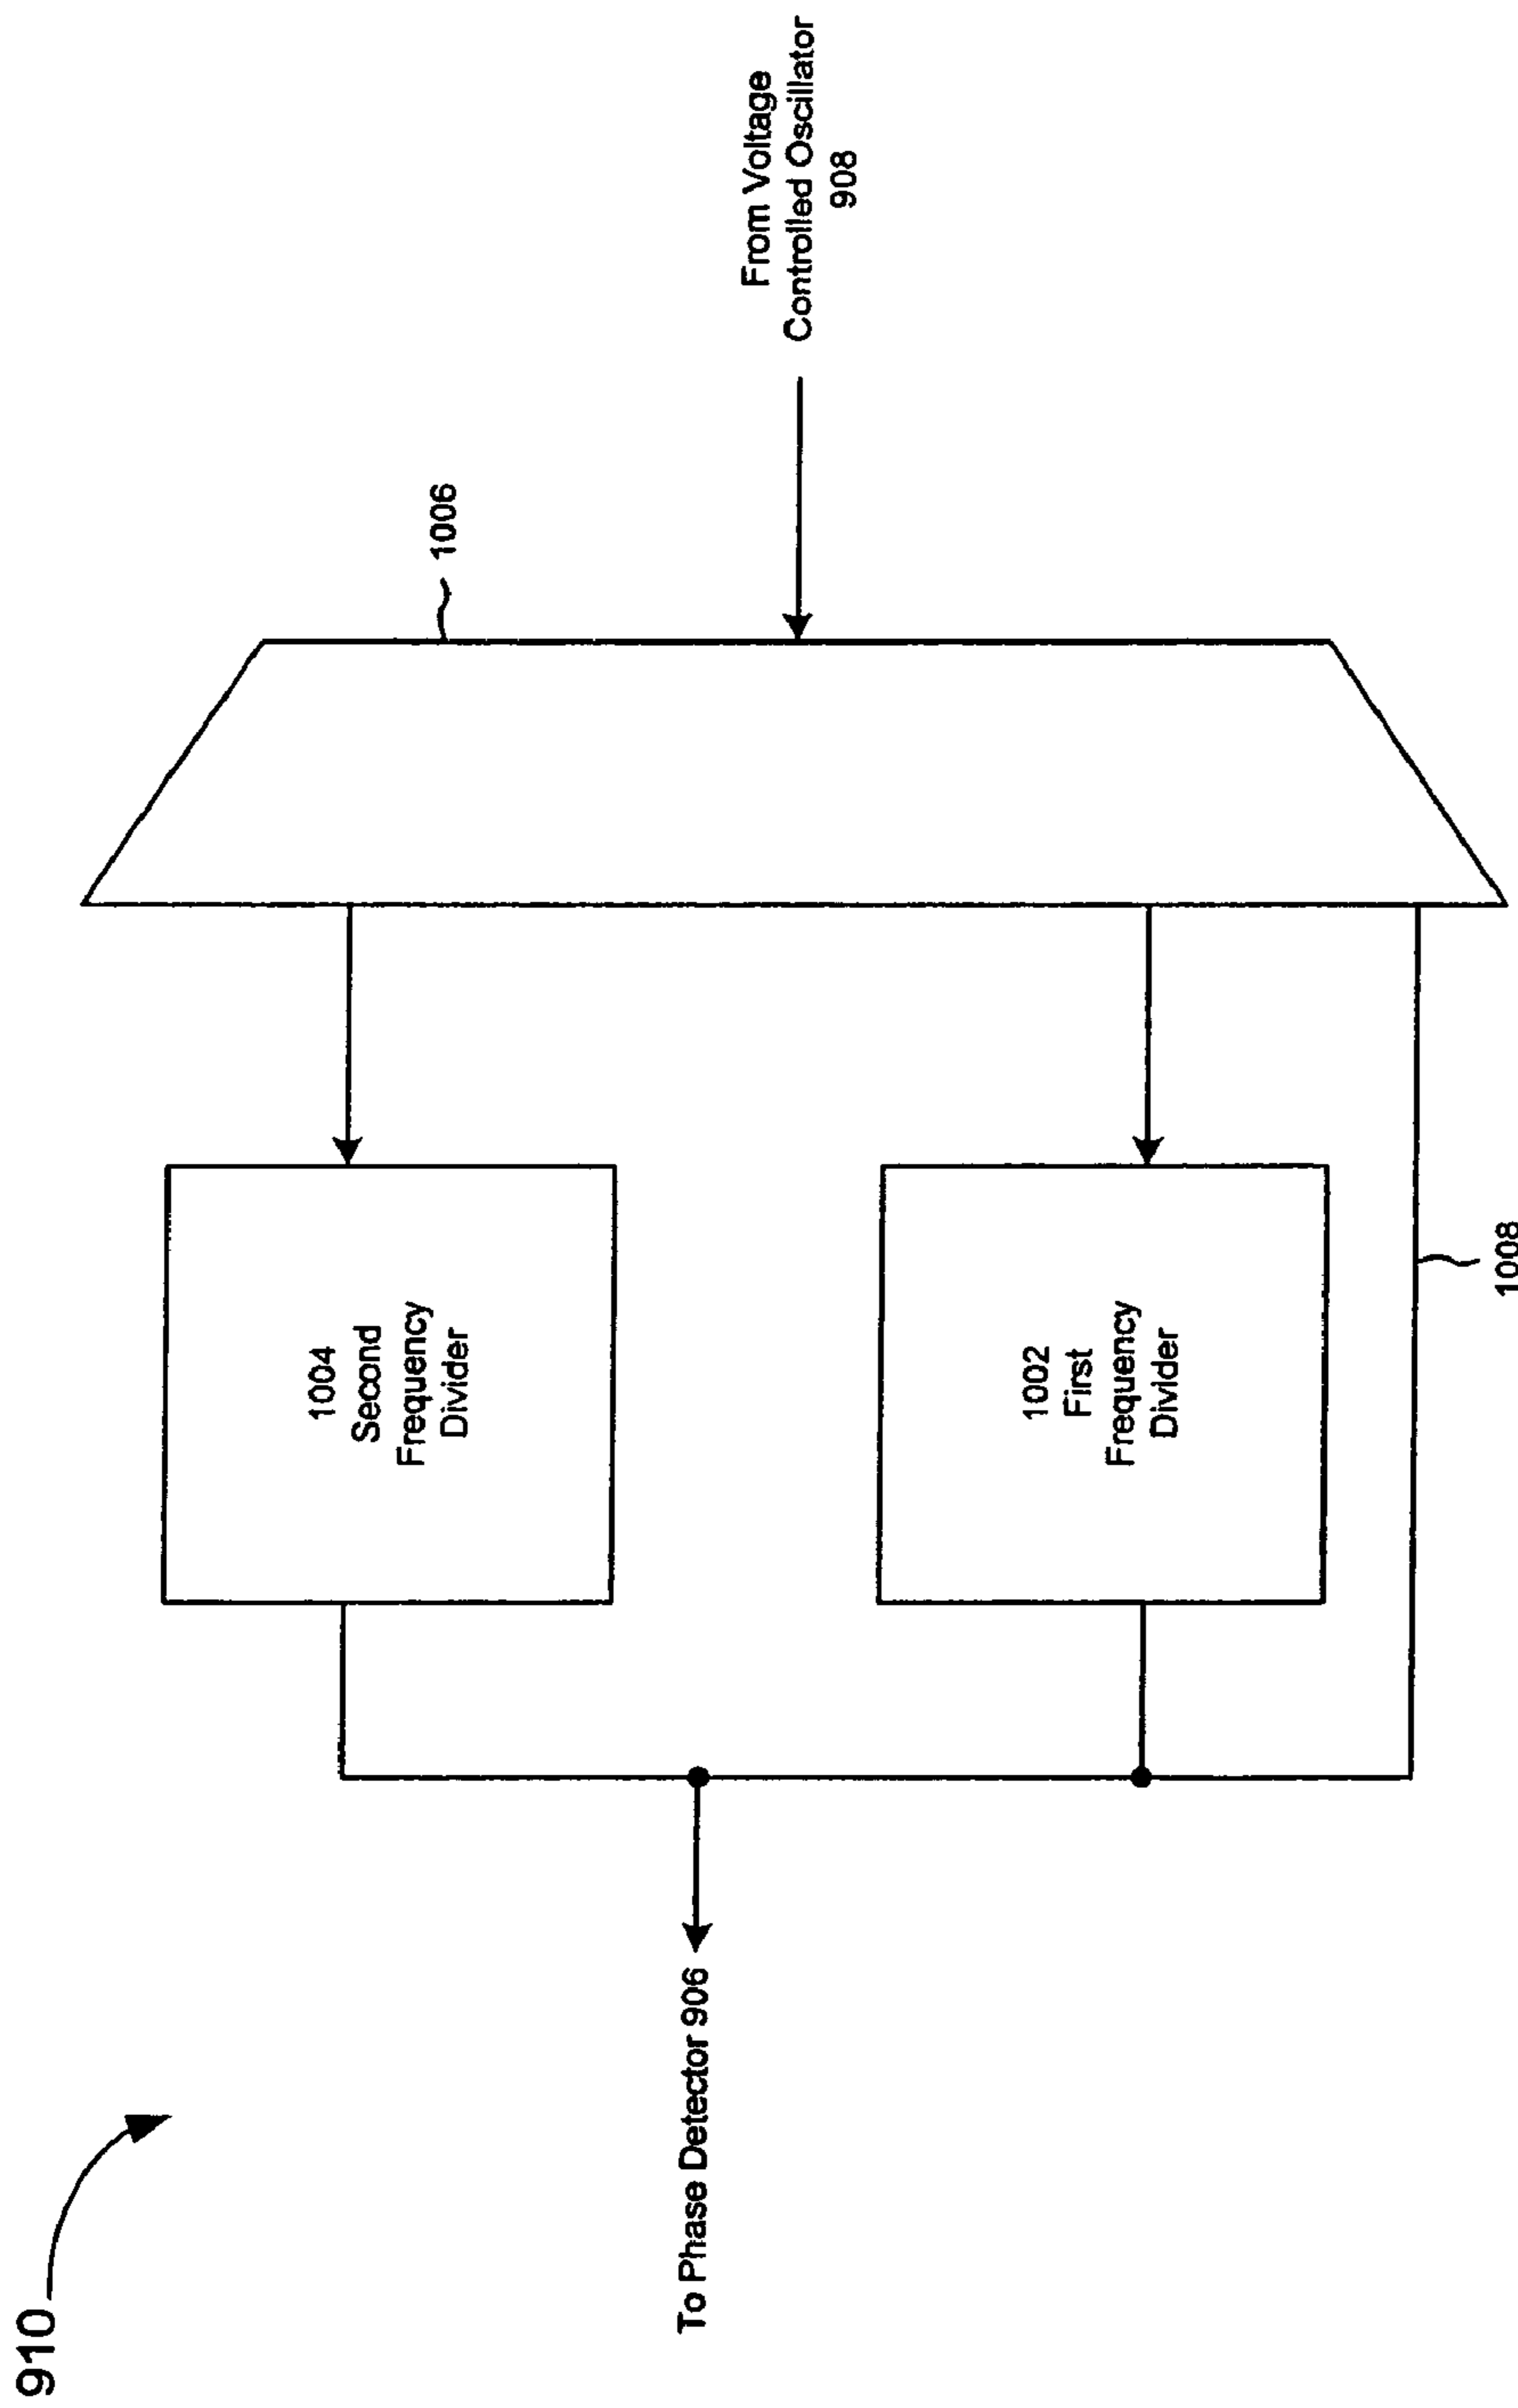 910
To Phase Detector 906
1004
Second
Frequency
Divider
1002
First
Frequency
Divider
1008
1006
From Voltage
Controlled Oscillator
908